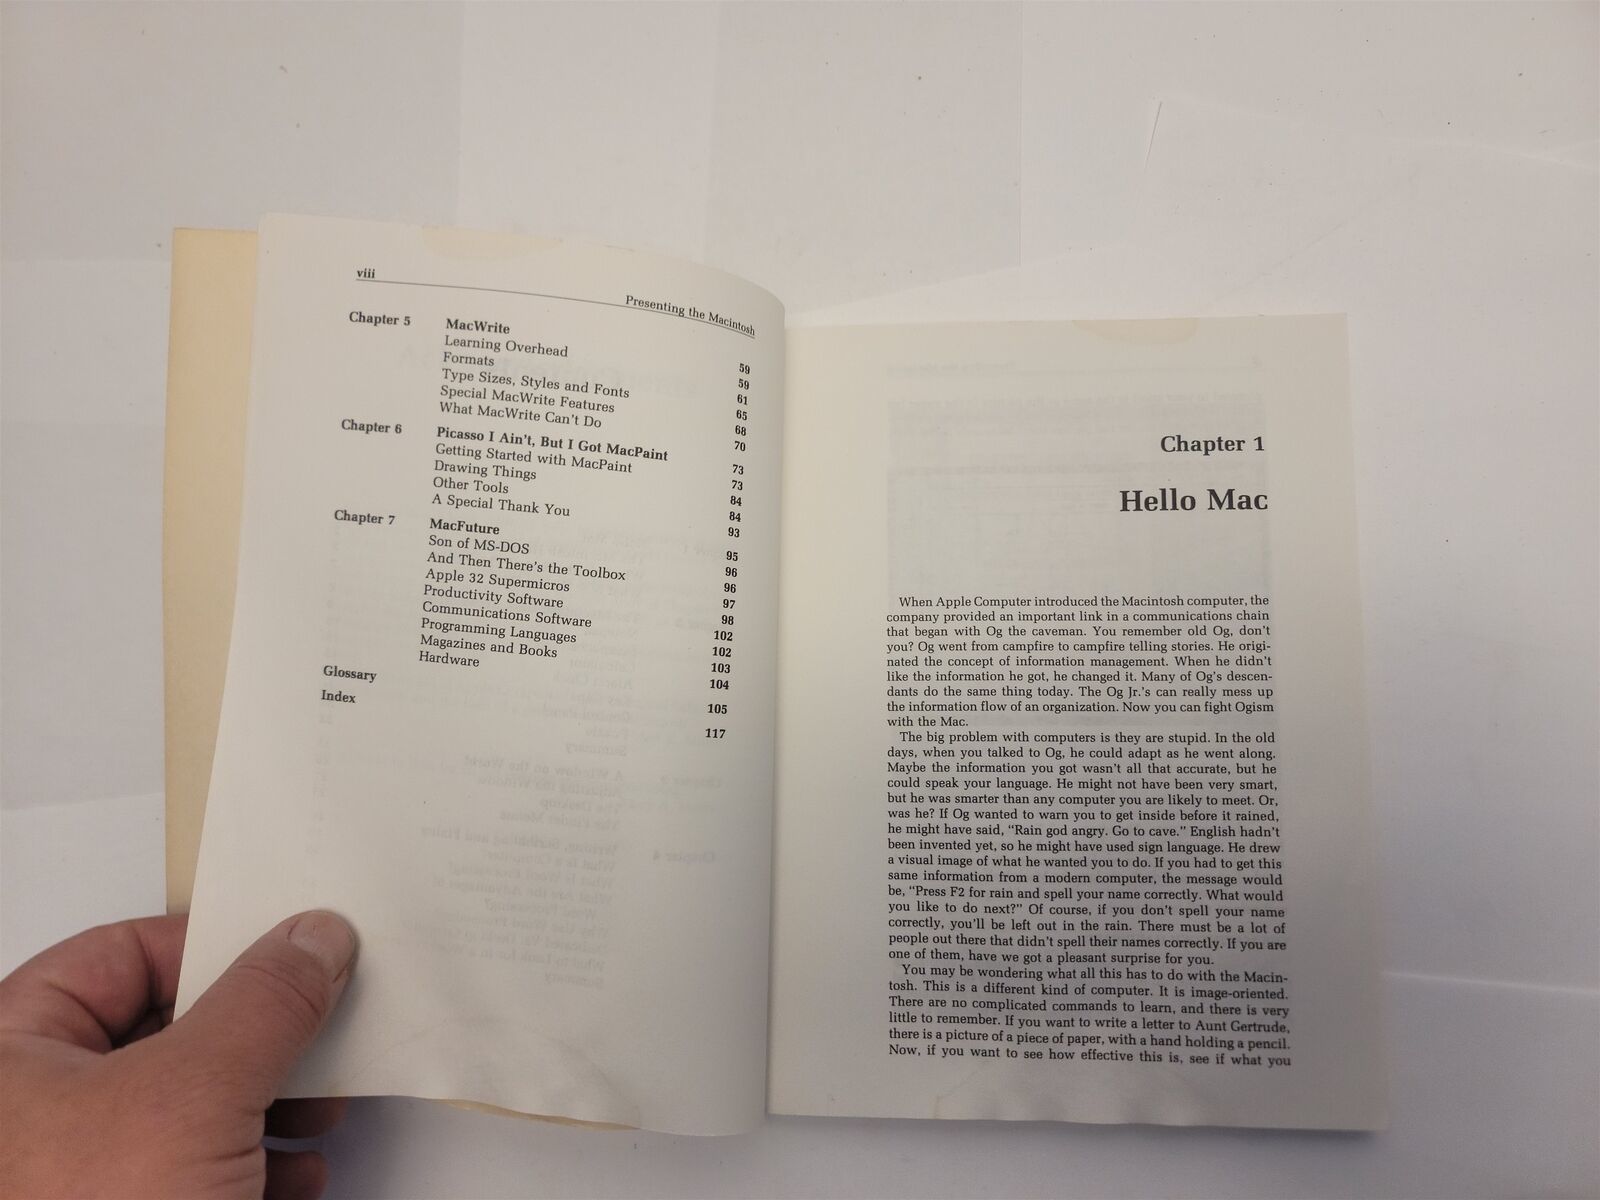 viii
Presenting the Macintosh
Chapter 5 MacWrite 59
Learning Overhead 59
Formats 61
Type Sizes, Styles and Fonts 65
Special MacWrite Features 68
What MacWrite Can't Do 70
Chapter 6 Picasso I Ain't, But I Got MacPaint 73
Getting Started with MacPaint 73
Drawing Things 84
Other Tools 84
A Special Thank You 93
Chapter 7 MacFuture 95
Son of MS-DOS 96
And Then There's the Toolbox 96
Apple 32 Supermicros 97
Productivity Software 98
Communications Software 102
Programming Languages 102
Magazines and Books 103
Hardware 104
Glossary 105
Index 117
Chapter 1
Hello Mac
When Apple Computer introduced the Macintosh computer, the
company provided an important link in a communications chain
that began with Og the caveman. You remember old Og, don't
you? Og went from campfire to campfire telling stories. He origi-
nated the concept of information management. When he didn't
like the information he got, he changed it. Many of Og's descen-
dants do the same thing today. The Og Jr.'s can really mess up
the information flow of an organization. Now you can fight Ogism
with the Mac.
The big problem with computers is they are stupid. In the old
days, when you talked to Og, he could adapt as he went along.
Maybe the information you got wasn't all that accurate, but he
could speak your language. He might not have been very smart,
but he was smarter than any computer you are likely to meet. Or,
was he? If Og wanted to warn you to get inside before it rained,
he might have said, "Rain god angry. Go to cave." English hadn't
been invented yet, so he might have used sign language. He drew
a visual image of what he wanted you to do. If you had to get this
same information from a modern computer, the message would
be, "Press F2 for rain and spell your name correctly. What would
you like to do next?" Of course, if you don't spell your name
correctly, you'll be left out in the rain. There must be a lot of
people out there that didn't spell their names correctly. If you are
one of them, have we got a pleasant surprise for you.
You may be wondering what all this has to do with the Macin-
tosh. This is a different kind of computer. It is image-oriented.
There are no complicated commands to learn, and there is very
little to remember. If you want to write a letter to Aunt Gertrude,
there is a picture of a piece of paper, with a hand holding a pencil.
Now, if you want to see how effective this is, see if what you